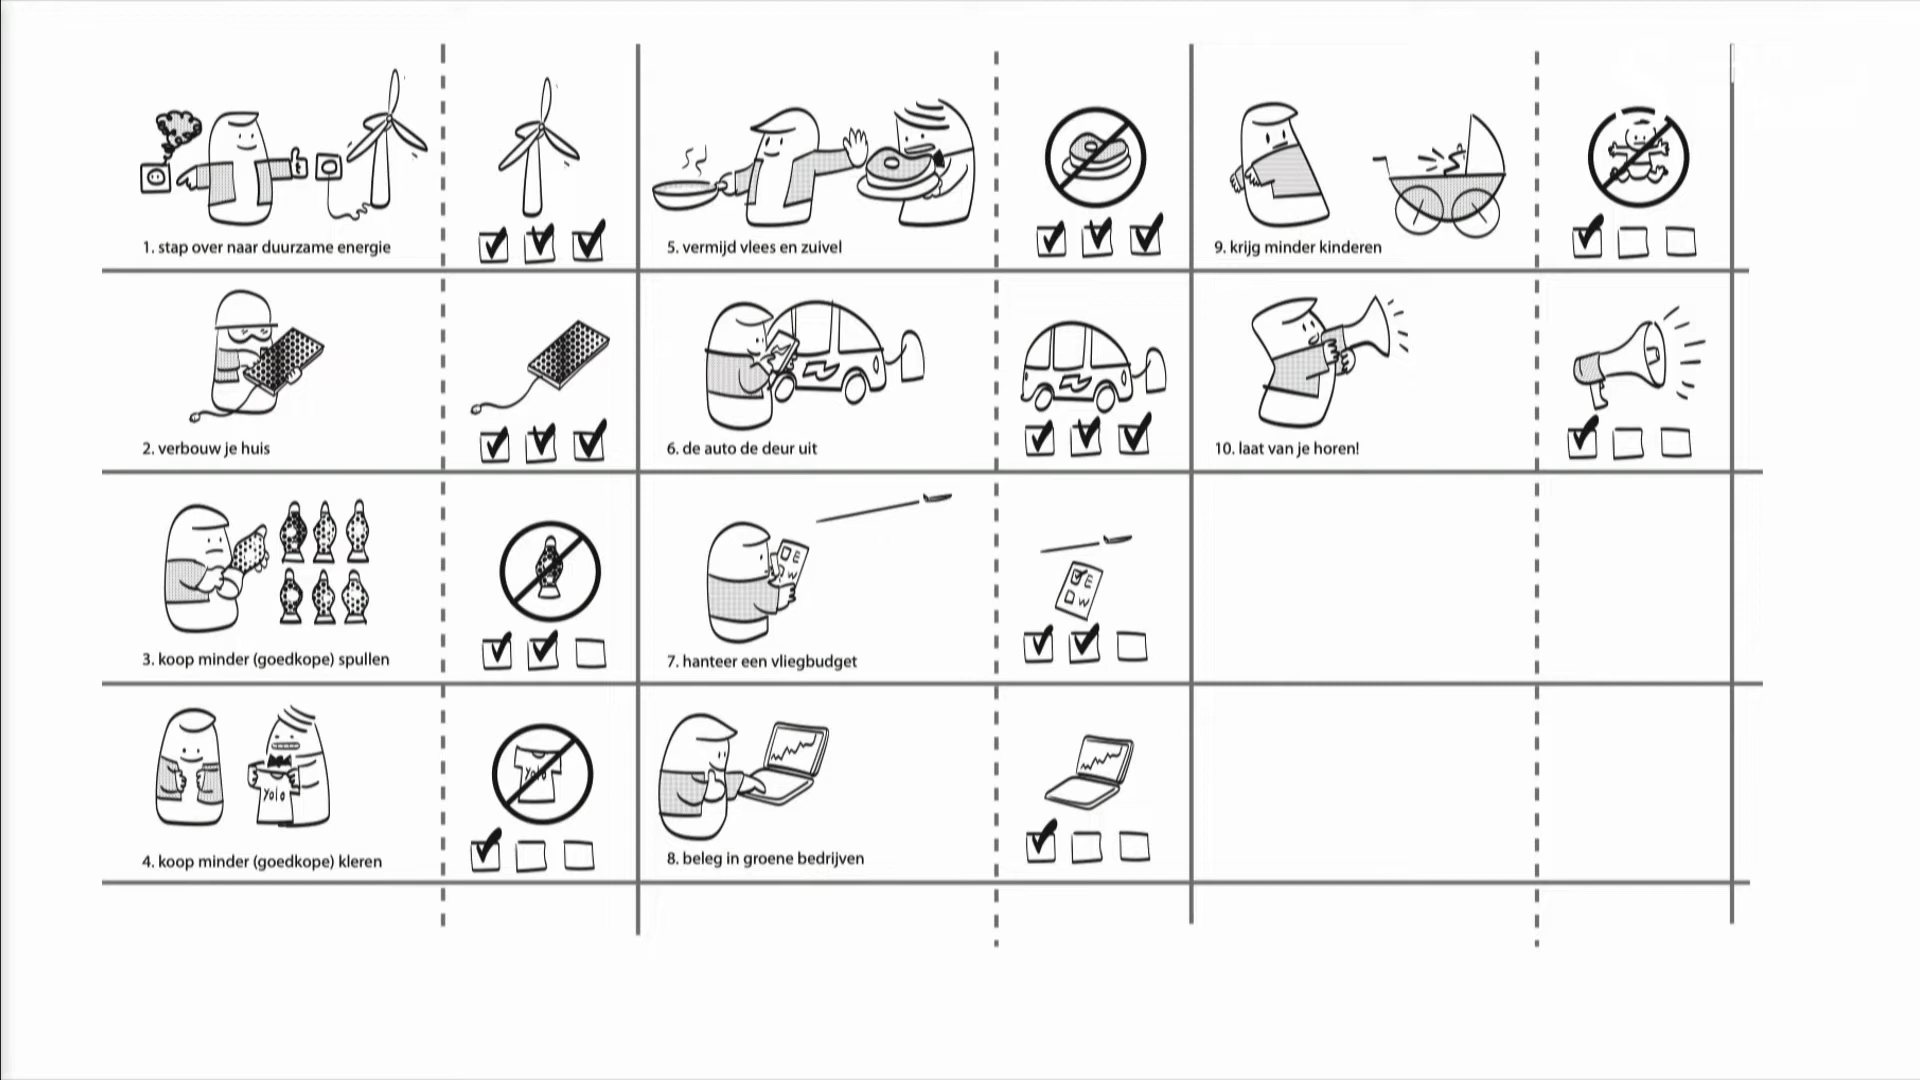 1. stap over naar duurzame energie
2. verbouw je huis
3. koop minder (goedkope) spullen
yolo
yolo
4. koop minder (goedkope) kleren
5. vermijd vlees en zuivel
6. de auto de deur uit
7. hanteer een vliegbudget
8. beleg in groene bedrijven
9. krijg minder kinderen
10. laat van je horen!